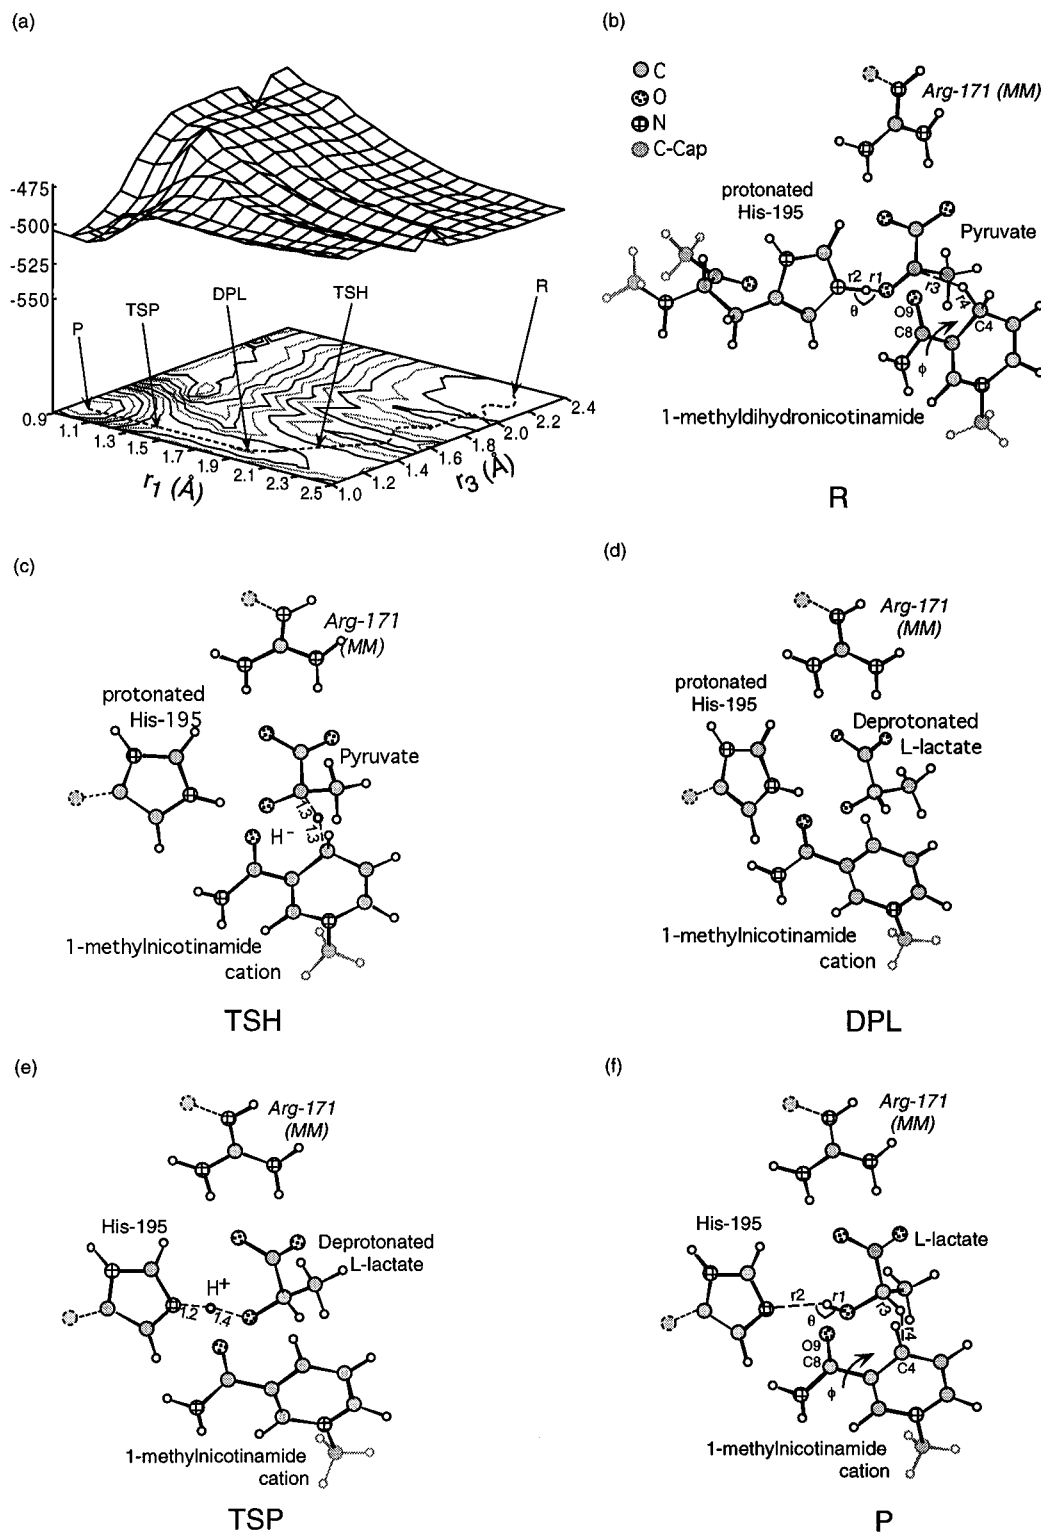 (a)
-475
-500
-525
-550
P
TSP
DPL
TSH
R
0.9
1.1
1.3
1.5
1.7
1.9
2.1
2.3
2.5
1.0
1.2
1.4
1.6
1.8
2.0
2.2
2.4
r1 (Å)
r3 (Å)
(b)
C
O
N
C-Cap
Arg-171 (MM)
protonated
His-195
Pyruvate
r2
r1
θ
r3
r4
O9
C8
C4
ϕ
1-methyldihydronicotinamide
R
(c)
Arg-171
(MM)
protonated
His-195
Pyruvate
1.3
1.3
H⁻
1-methylnicotinamide
cation
TSH
(d)
Arg-171
(MM)
protonated
His-195
Deprotonated
L-lactate
1-methylnicotinamide
cation
DPL
(e)
Arg-171
(MM)
His-195
Deprotonated
L-lactate
H⁺
1.2
1.4
1-methylnicotinamide
cation
TSP
(f)
Arg-171
(MM)
His-195
L-lactate
r2
r1
θ
r3
r4
O9
C8
C4
ϕ
1-methylnicotinamide
cation
P